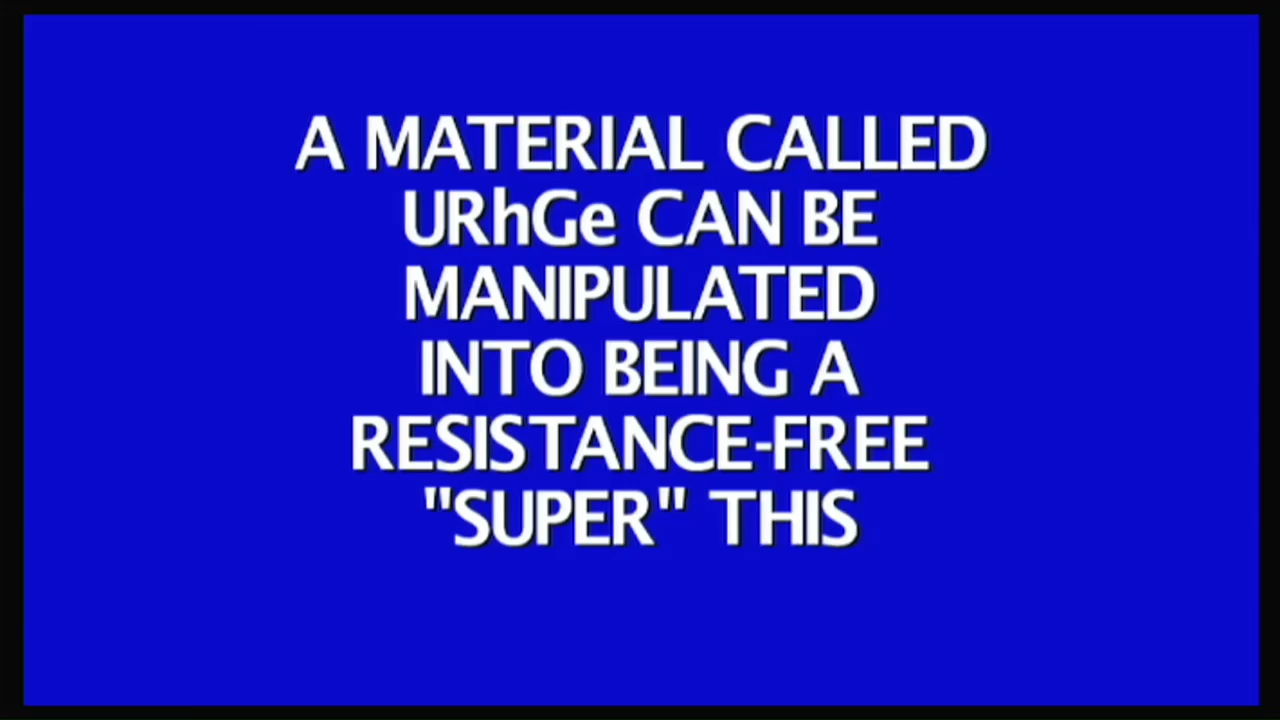 A MATERIAL CALLED
URhGe CAN BE
MANIPULATED
INTO BEING A
RESISTANCE-FREE
"SUPER" THIS